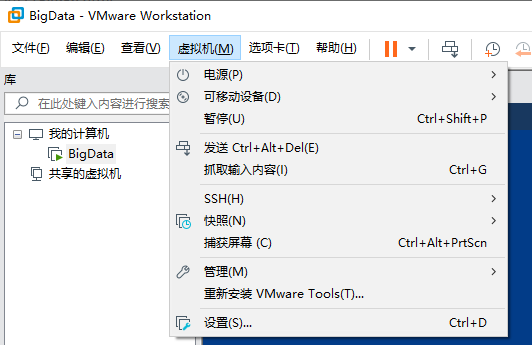 BigData - VMware Workstation
文件(F) 编辑(E) 查看(V) 虚拟机(M) 选项卡(T) 帮助(H)
库
在此处键入内容进行搜索
我的计算机
BigData
共享的虚拟机
电源(P)
可移动设备(D)
暂停(U) Ctrl+Shift+P
发送 Ctrl+Alt+Del(E)
抓取输入内容(I) Ctrl+G
SSH(H)
快照(N)
捕获屏幕 (C) Ctrl+Alt+PrtScn
管理(M)
重新安装 VMware Tools(T)...
设置(S)... Ctrl+D